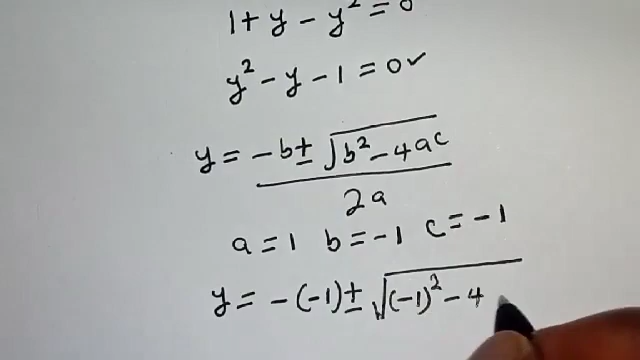 1 + y - y² = 0
y² - y - 1 = 0 ✓
y = -b ± √(b² - 4ac) / 2a
a = 1 b = -1 c = -1
y = -(-1) ± √((-1)² - 4